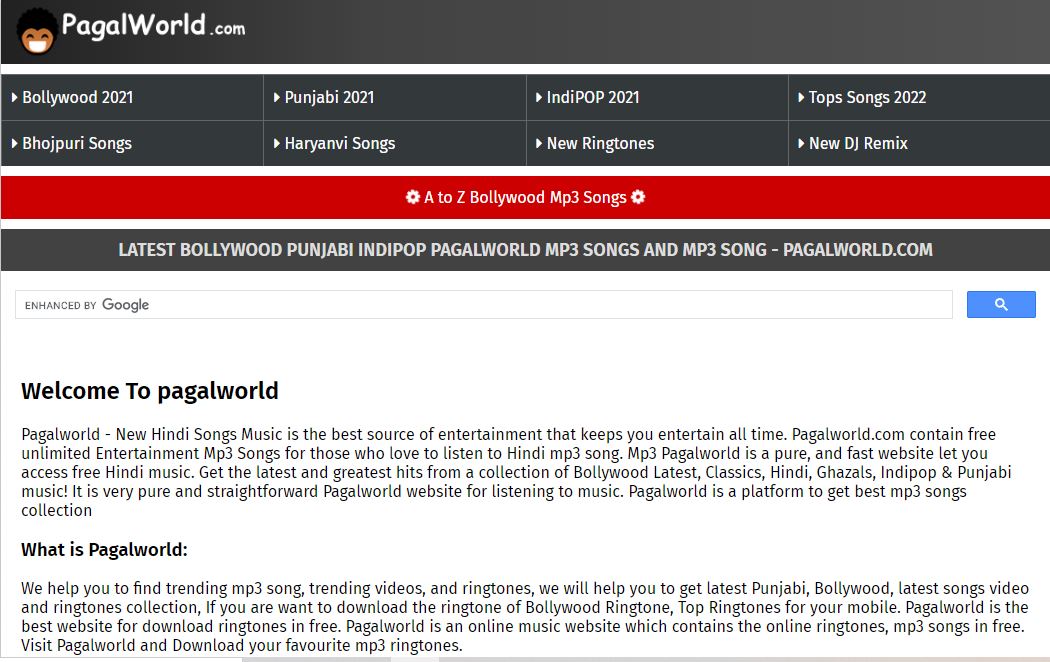 PagalWorld.com
Bollywood 2021
Punjabi 2021
IndiPOP 2021
Tops Songs 2022
Bhojpuri Songs
Haryanvi Songs
New Ringtones
New DJ Remix
A to Z Bollywood Mp3 Songs
LATEST BOLLYWOOD PUNJABI INDIPOP PAGALWORLD MP3 SONGS AND MP3 SONG - PAGALWORLD.COM
ENHANCED BY Google
Welcome To pagalworld
Pagalworld - New Hindi Songs Music is the best source of entertainment that keeps you entertain all time. Pagalworld.com contain free
unlimited Entertainment Mp3 Songs for those who love to listen to Hindi mp3 song. Mp3 Pagalworld is a pure, and fast website let you
access free Hindi music. Get the latest and greatest hits from a collection of Bollywood Latest, Classics, Hindi, Ghazals, Indipop & Punjabi
music! It is very pure and straightforward Pagalworld website for listening to music. Pagalworld is a platform to get best mp3 songs
collection
What is Pagalworld:
We help you to find trending mp3 song, trending videos, and ringtones, we will help you to get latest Punjabi, Bollywood, latest songs video
and ringtones collection, If you are want to download the ringtone of Bollywood Ringtone, Top Ringtones for your mobile. Pagalworld is the
best website for download ringtones in free. Pagalworld is an online music website which contains the online ringtones, mp3 songs in free.
Visit Pagalworld and Download your favourite mp3 ringtones.